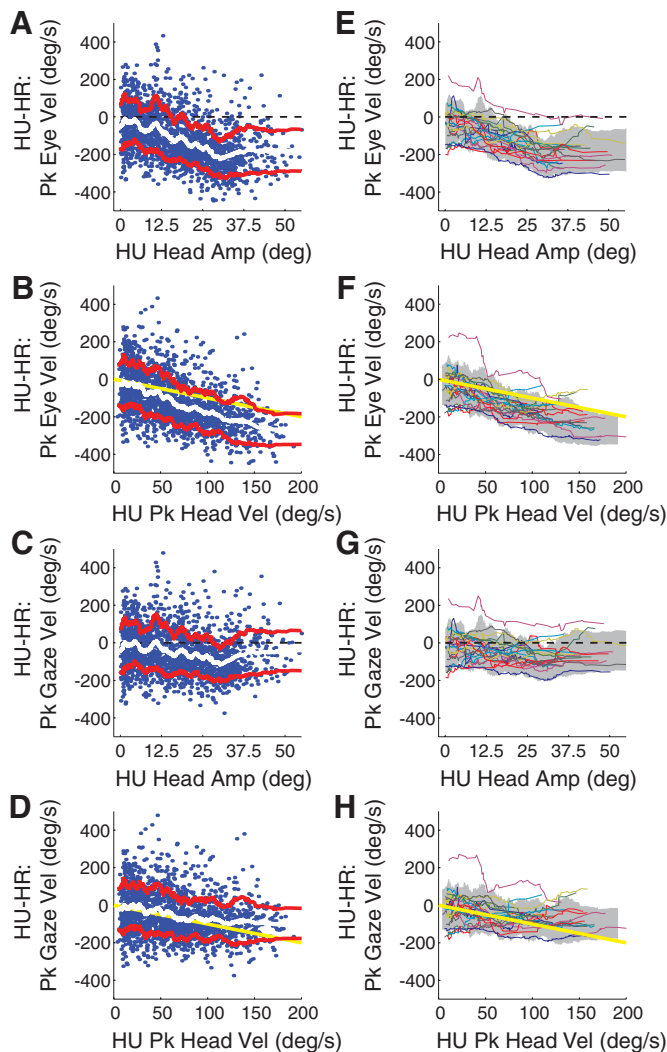 A
HU-HR:
Pk Eye Vel (deg/s)
400
200
0
-200
-400
0
12.5
25
37.5
50
HU Head Amp (deg)
E
HU-HR:
Pk Eye Vel (deg/s)
400
200
0
-200
-400
0
12.5
25
37.5
50
HU Head Amp (deg)
B
HU-HR:
Pk Eye Vel (deg/s)
400
200
0
-200
-400
0
50
100
150
200
HU Pk Head Vel (deg/s)
F
HU-HR:
Pk Eye Vel (deg/s)
400
200
0
-200
-400
0
50
100
150
200
HU Pk Head Vel (deg/s)
C
HU-HR:
Pk Gaze Vel (deg/s)
400
200
0
-200
-400
0
12.5
25
37.5
50
HU Head Amp (deg)
G
HU-HR:
Pk Gaze Vel (deg/s)
400
200
0
-200
-400
0
12.5
25
37.5
50
HU Head Amp (deg)
D
HU-HR:
Pk Gaze Vel (deg/s)
400
200
0
-200
-400
0
50
100
150
200
HU Pk Head Vel (deg/s)
H
HU-HR:
Pk Gaze Vel (deg/s)
400
200
0
-200
-400
0
50
100
150
200
HU Pk Head Vel (deg/s)